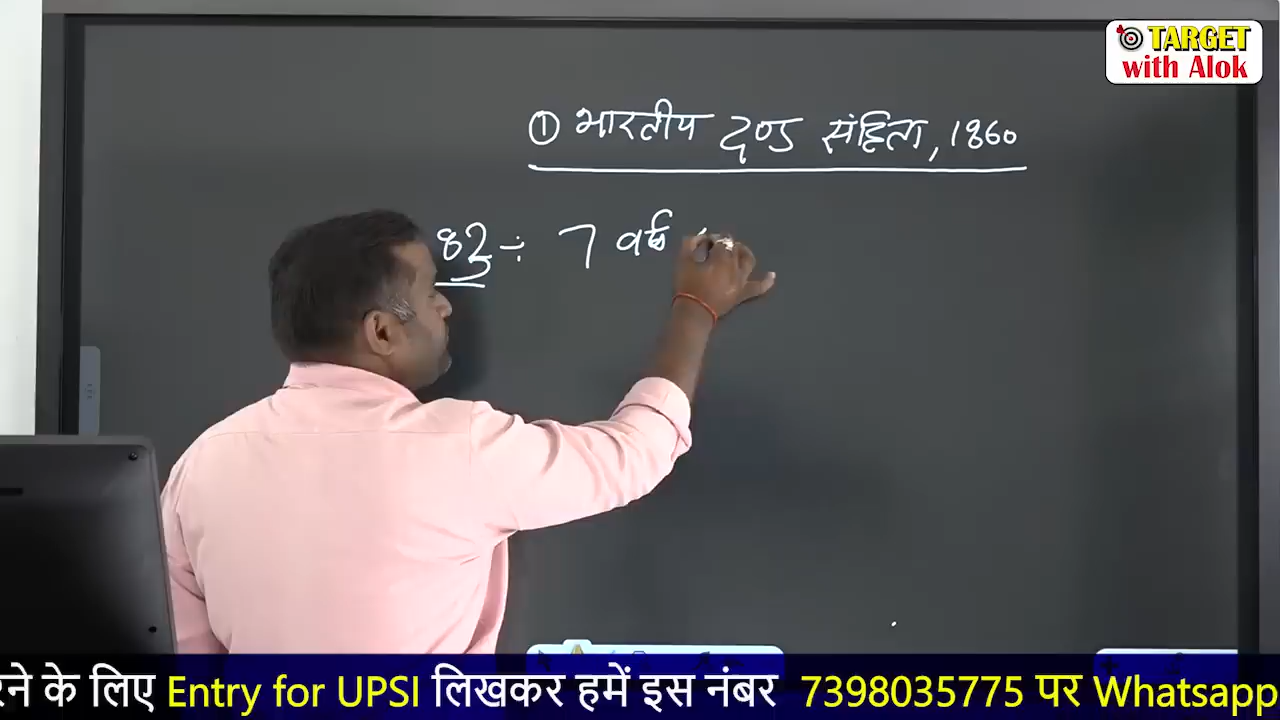 TARGET
with Alok
① भारतीय दण्ड संहिता, 1860
82 ÷ 7 वर्ष
रने के लिए Entry for UPSI लिखकर हमें इस नंबर 7398035775 पर Whatsapp